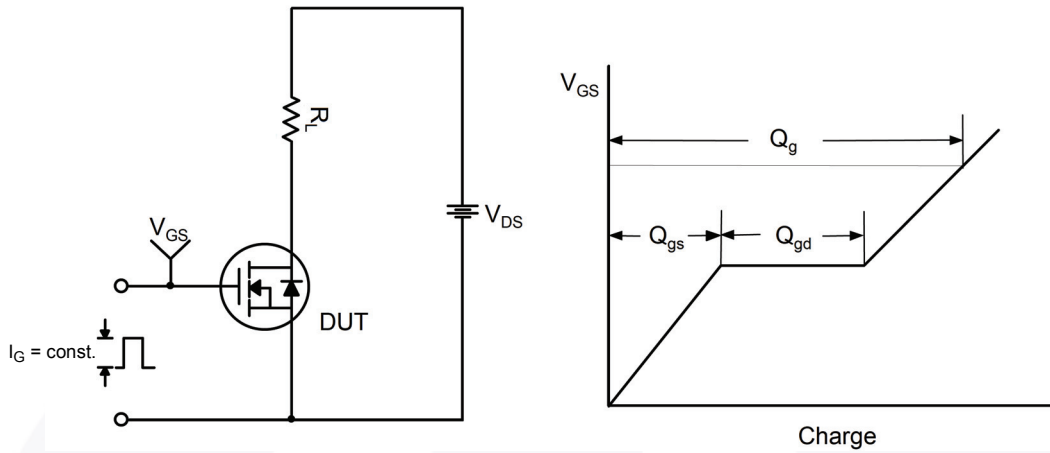 R_L
V_GS
V_DS
DUT
I_G = const.
V_GS
Q_g
Q_gs
Q_gd
Charge